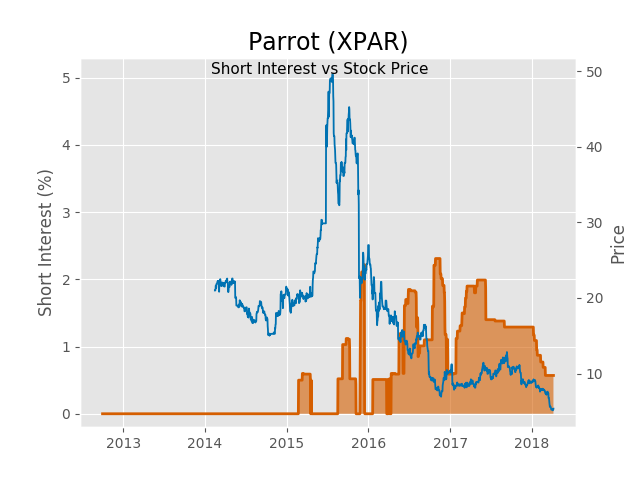 Parrot (XPAR)
Short Interest vs Stock Price
5
4
3
2
1
0
Short Interest (%)
50
40
30
20
10
Price
2013 2014 2015 2016 2017 2018